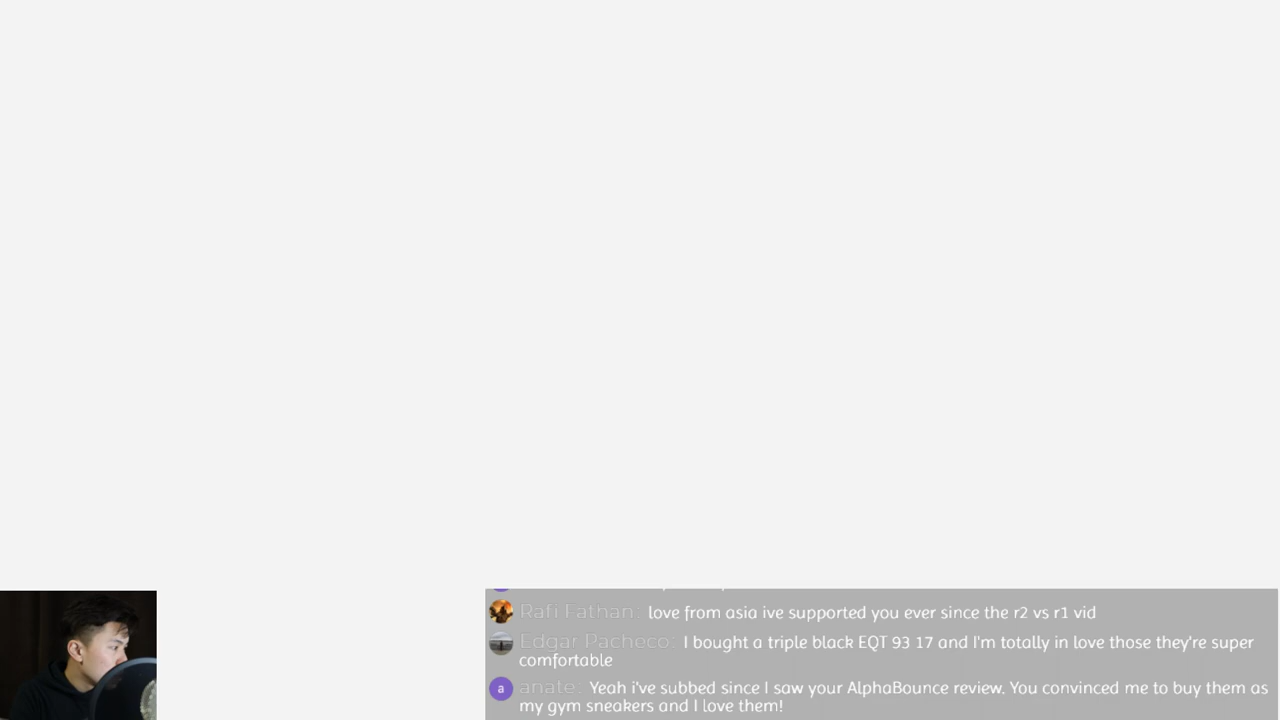 Rafi Fathan: love from asia ive supported you ever since the r2 vs r1 vid
Edgar Pacheco: I bought a triple black EQT 93 17 and I'm totally in love those they're super
comfortable
a anate: Yeah i've subbed since I saw your AlphaBounce review. You convinced me to buy them as
my gym sneakers and I love them!